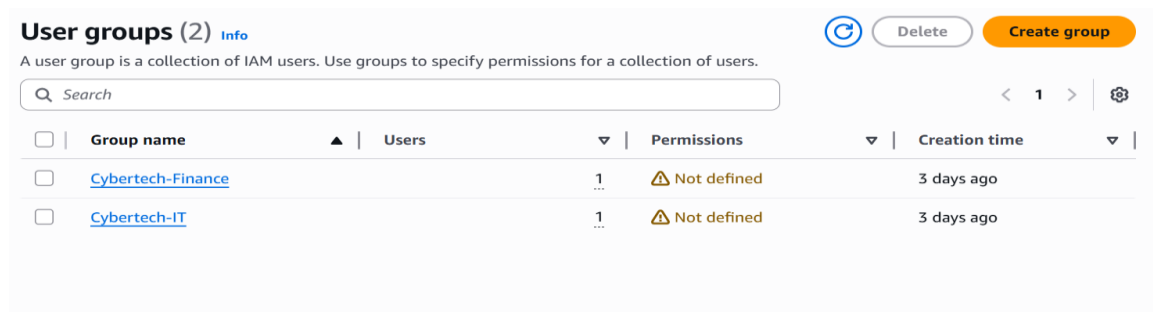 User groups (2) Info
Delete
Create group
A user group is a collection of IAM users. Use groups to specify permissions for a collection of users.
Search
1
Group name Users Permissions Creation time
Cybertech-Finance 1 Not defined 3 days ago
Cybertech-IT 1 Not defined 3 days ago